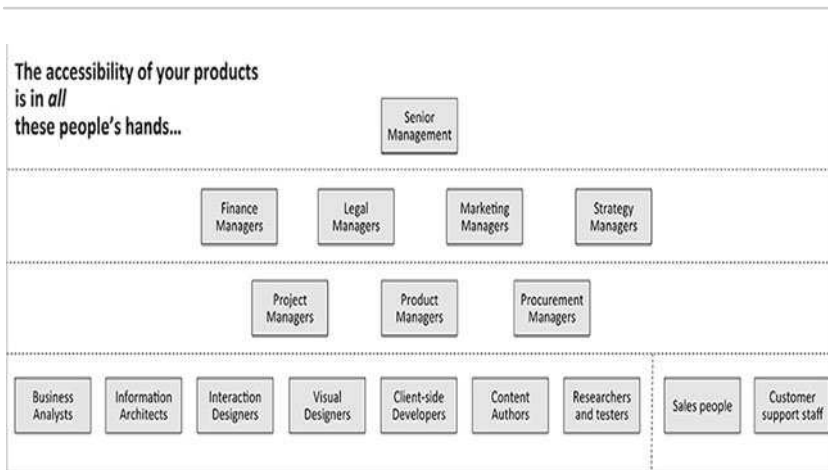 The accessibility of your products
is in all
these people's hands...
Senior
Management
Finance
Managers
Legal
Managers
Marketing
Managers
Strategy
Managers
Project
Managers
Product
Managers
Procurement
Managers
Business
Analysts
Information
Architects
Interaction
Designers
Visual
Designers
Client-side
Developers
Content
Authors
Researchers
and testers
Sales people
Customer
support staff